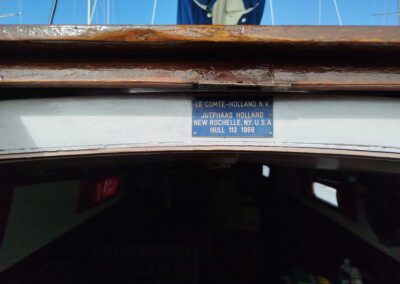 LE COMTE-HOLLAND N.V.
JUTPHAAS HOLLAND
NEW ROCHELLE, NY. U.S.A.
HULL 113 1966